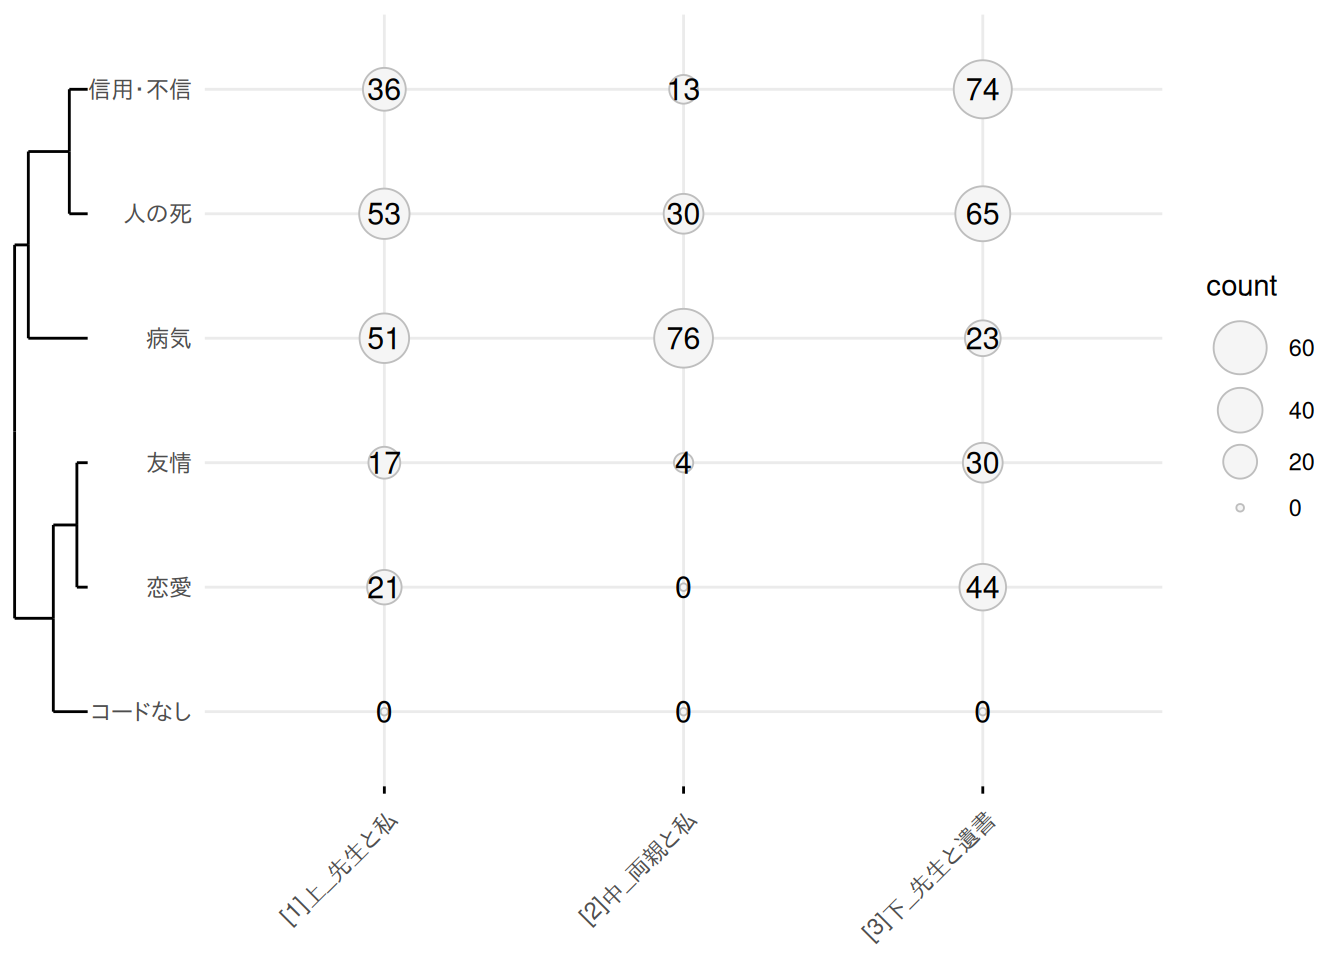 信用・不信 36 13 74
人の死 53 30 65
病気 51 76 23
友情 17 4 30
恋愛 21 0 44
コードなし 0 0 0
[1]上_先生と私
[2]中_両親と私
[3]下_先生と遺書
count
60
40
20
0